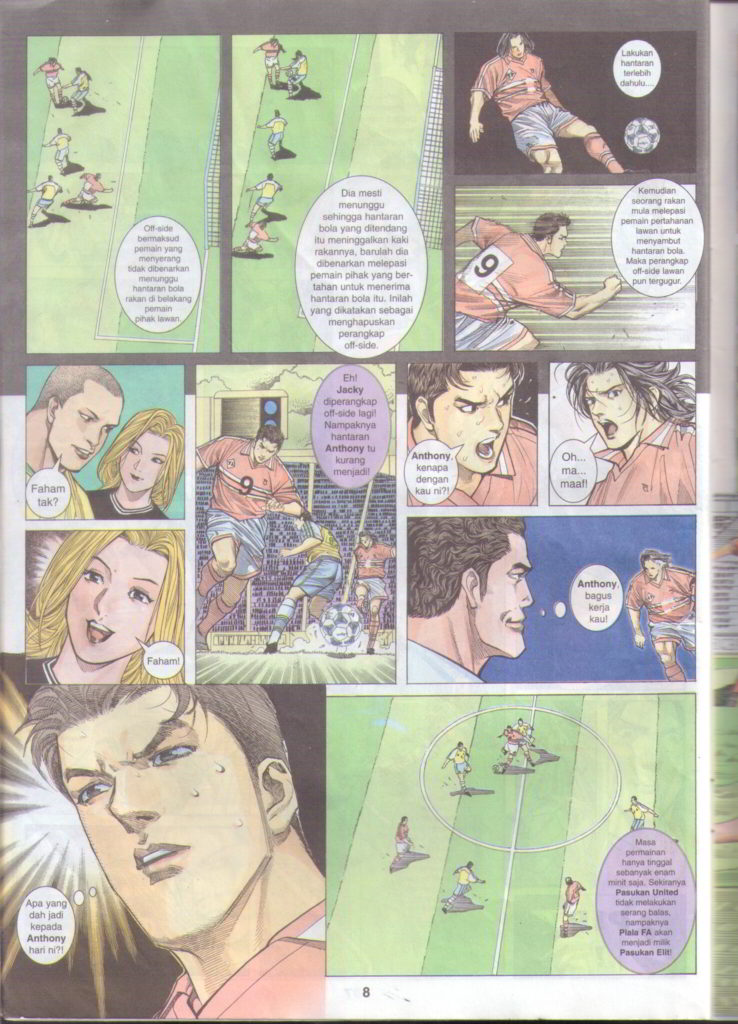 Off-side
bermaksud
pemain yang
menyerang
tidak dibenarkan
menunggu
hantaran bola
rakan di belakang
pemain
pihak lawan.
Dia mesti
menunggu
sehingga hantaran
bola yang ditendang
itu meninggalkan kaki
rakannya, barulah dia
dibenarkan melepasi
pemain pihak yang ber-
tahan untuk menerima
hantaran bola itu. Inilah
yang dikatakan sebagai
menghapuskan
perangkap
off-side.
Lakukan
hantaran
terlebih
dahulu....
Kemudian
seorang rakan
mula melepasi
pemain pertahanan
lawan untuk
menyambut
hantaran bola.
Maka perangkap
off-side lawan
pun tergugur.
9
Faham
tak?
Faham!
Eh!
Jacky
diperangkap
off-side lagi!
Nampaknya
hantaran
Anthony tu
kurang
menjadi!
9
Anthony,
kenapa
dengan
kau ni?!
Oh...
ma...
maaf!
Anthony,
bagus
kerja
kau!
Apa yang
dah jadi
kepada
Anthony
hari ni?!
Masa
permainan
hanya tinggal
sebanyak enam
minit saja. Sekiranya
Pasukan United
tidak melakukan
serang balas,
nampaknya
Piala FA akan
menjadi milik
Pasukan Elit!
8